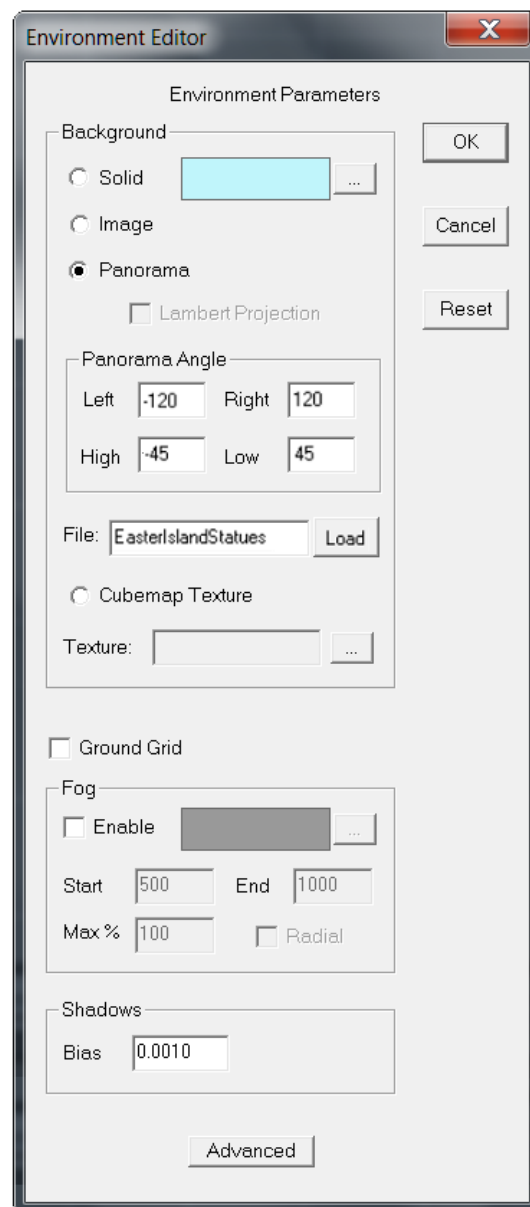 Environment Editor
X
Environment Parameters
Background
OK
Solid
...
Image
Cancel
Panorama
Lambert Projection
Reset
Panorama Angle
Left -120 Right 120
High -45 Low 45
File: EasterIslandStatues Load
Cubemap Texture
Texture: ...
Ground Grid
Fog
Enable ...
Start 500 End 1000
Max % 100 Radial
Shadows
Bias 0.0010
Advanced